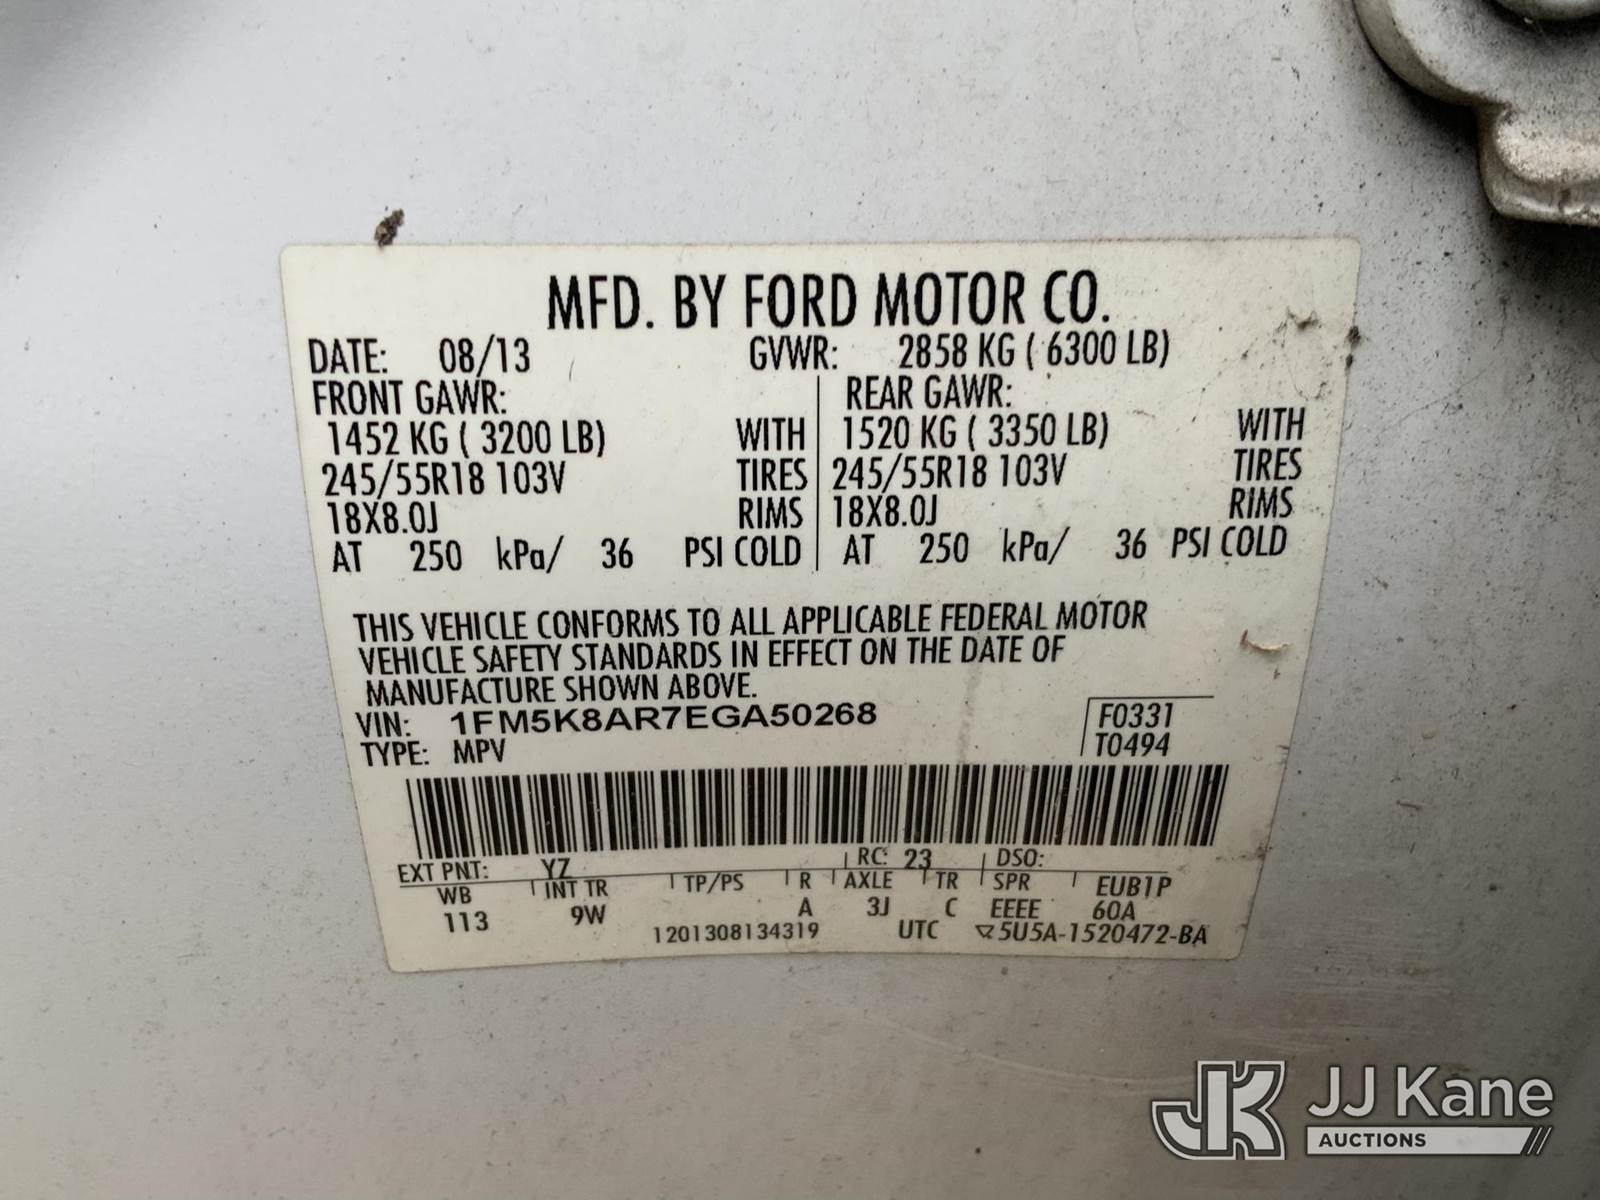 MFD. BY FORD MOTOR CO.
DATE: 08/13 GVWR: 2858 KG ( 6300 LB)
FRONT GAWR: REAR GAWR:
1452 KG ( 3200 LB) WITH 1520 KG ( 3350 LB) WITH
245/55R18 103V TIRES 245/55R18 103V TIRES
18X8.0J RIMS 18X8.0J RIMS
AT 250 kPa/ 36 PSI COLD AT 250 kPa/ 36 PSI COLD
THIS VEHICLE CONFORMS TO ALL APPLICABLE FEDERAL MOTOR
VEHICLE SAFETY STANDARDS IN EFFECT ON THE DATE OF
MANUFACTURE SHOWN ABOVE.
VIN: 1FM5K8AR7EGA50268 F0331
TYPE: MPV T0494
EXT PNT: YZ RC: 23 DSO:
WB INT TR TP/PS R AXLE TR SPR EUB1P
113 9W A 3J C EEEE 60A
1201308134319 UTC 5U5A-1520472-BA
JK JJ Kane
AUCTIONS